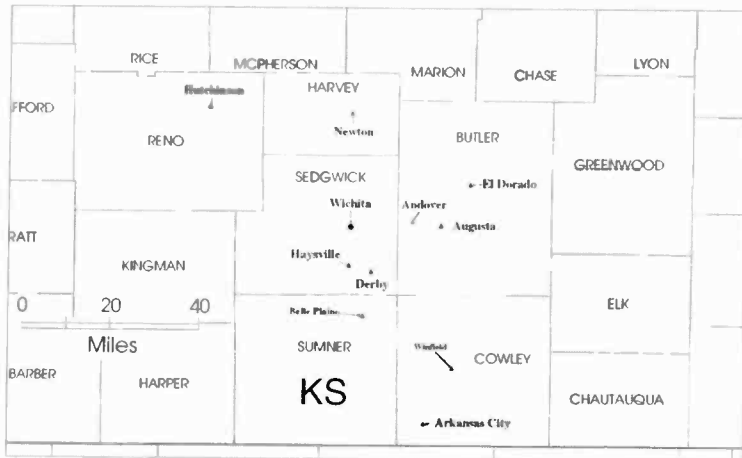 RICE
MCPHERSON
MARION
CHASE
LYON
FFORD
Hutchinson
HARVEY
RENO
Newton
BUTLER
GREENWOOD
SEDGWICK
El Dorado
RATT
Wichita
Andover
Augusta
KINGMAN
Haysville
Derby
0 20 40
Miles
Belle Plaine
ELK
SUMNER
Winfield
COWLEY
BARBER
HARPER
KS
CHAUTAUQUA
Arkansas City